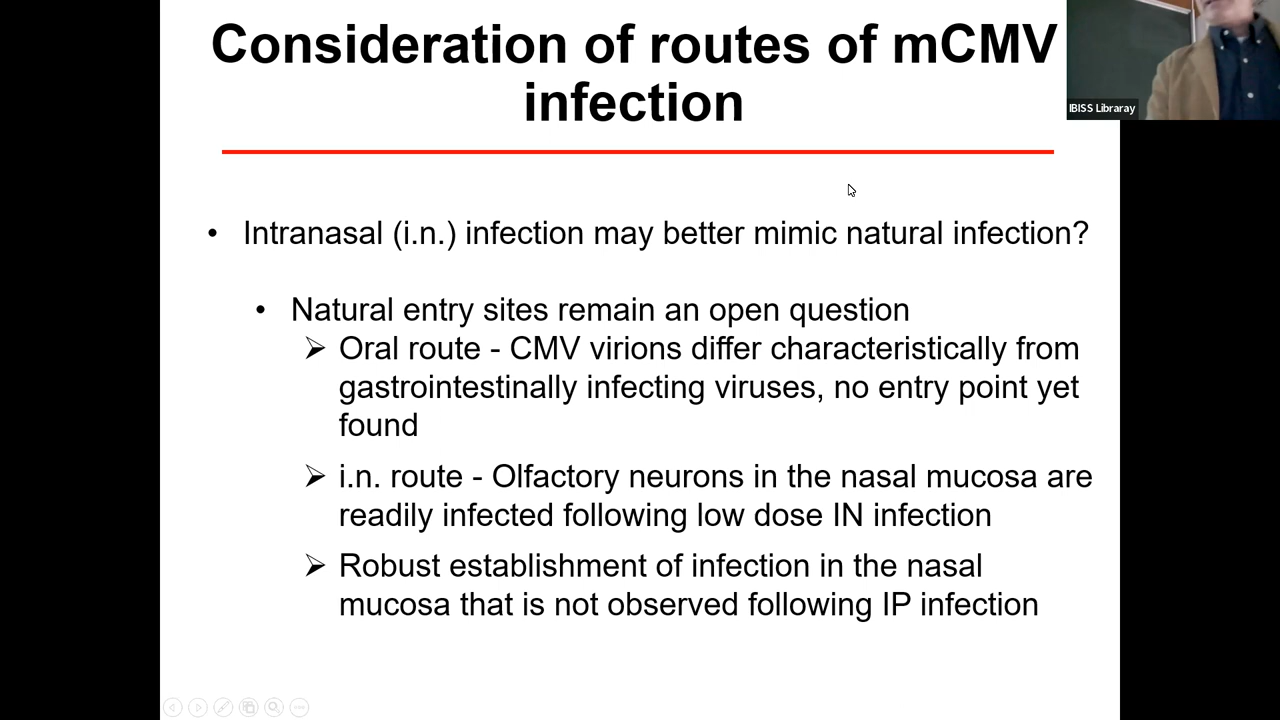 Consideration of routes of mCMV
infection
IBISS Libraray
• Intranasal (i.n.) infection may better mimic natural infection?
• Natural entry sites remain an open question
➢ Oral route - CMV virions differ characteristically from
gastrointestinally infecting viruses, no entry point yet
found
➢ i.n. route - Olfactory neurons in the nasal mucosa are
readily infected following low dose IN infection
➢ Robust establishment of infection in the nasal
mucosa that is not observed following IP infection